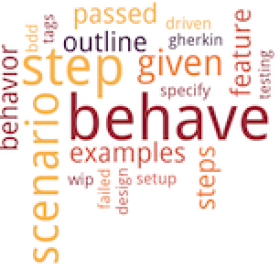 passed
driven
bdd
tags
outline
gherkin
feature
behavior
step
given
testing
specify
scenario
behave
examples
steps
wip
failed
design
setup